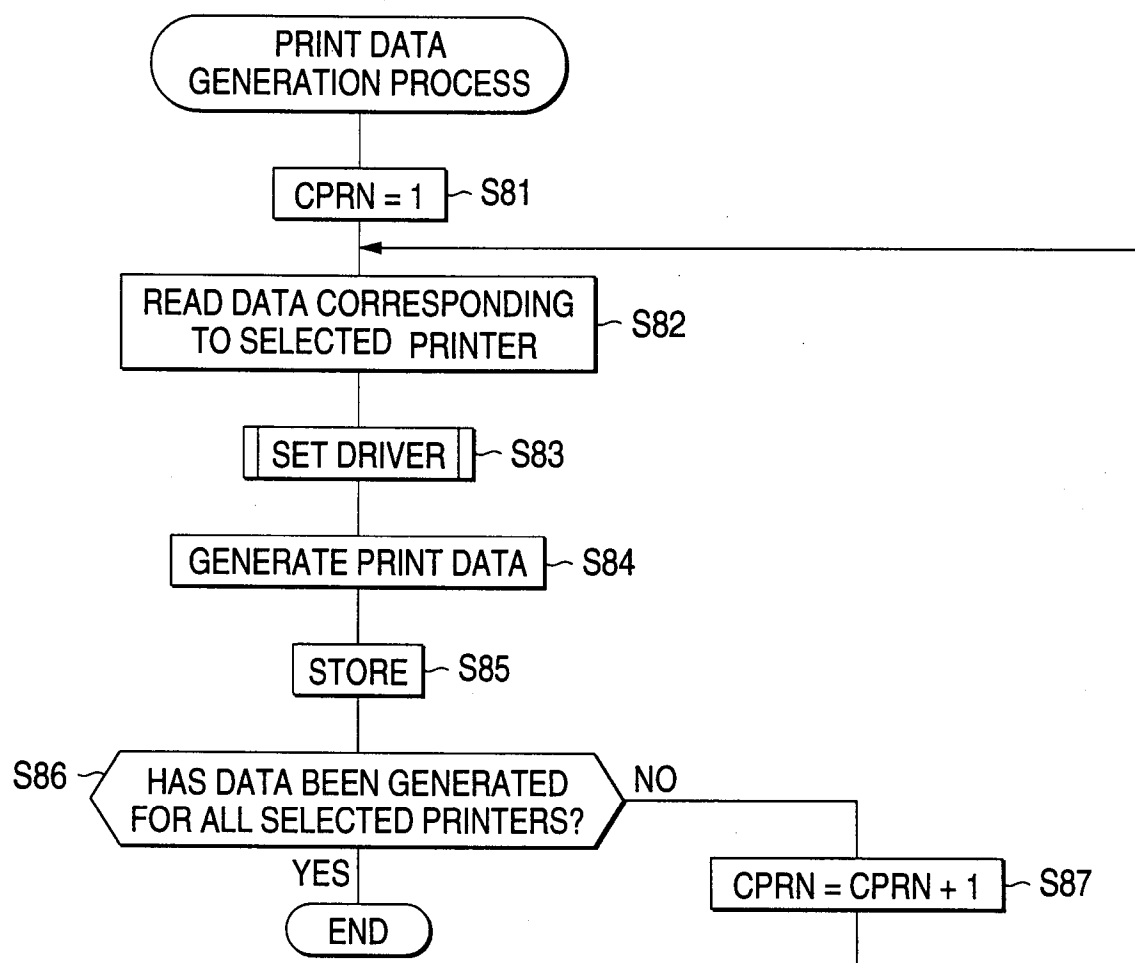 PRINT DATA
GENERATION PROCESS
CPRN = 1
S81
READ DATA CORRESPONDING
TO SELECTED PRINTER
S82
SET DRIVER
S83
GENERATE PRINT DATA
S84
STORE
S85
S86
HAS DATA BEEN GENERATED
FOR ALL SELECTED PRINTERS?
NO
YES
CPRN = CPRN + 1
S87
END